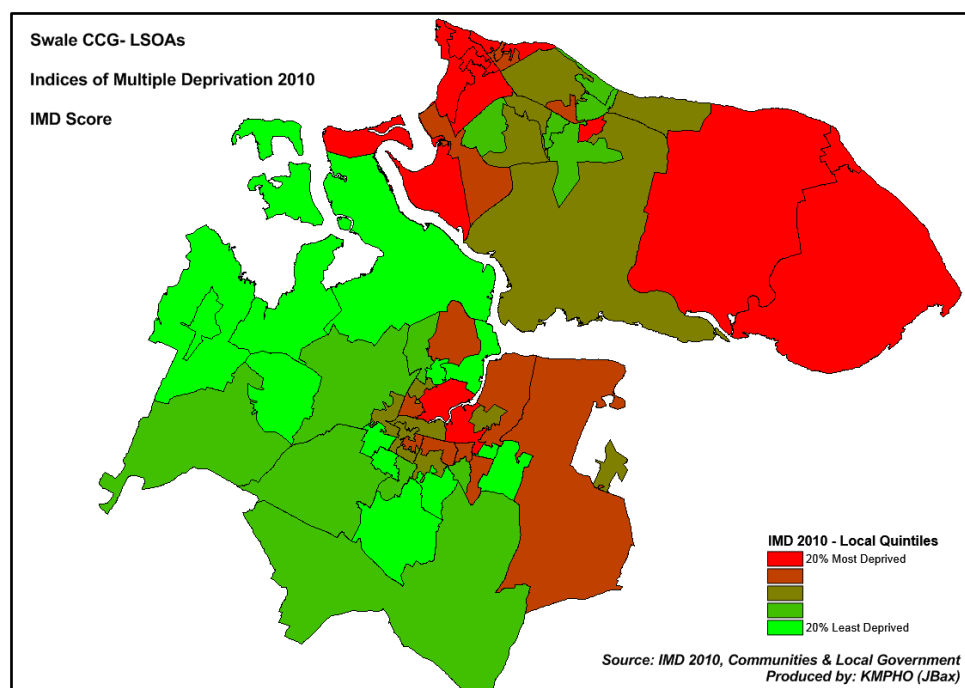 Swale CCG- LSOAs
Indices of Multiple Deprivation 2010
IMD Score
IMD 2010 - Local Quintiles
20% Most Deprived
20% Least Deprived
Source: IMD 2010, Communities & Local Government
Produced by: KMPHO (JBax)